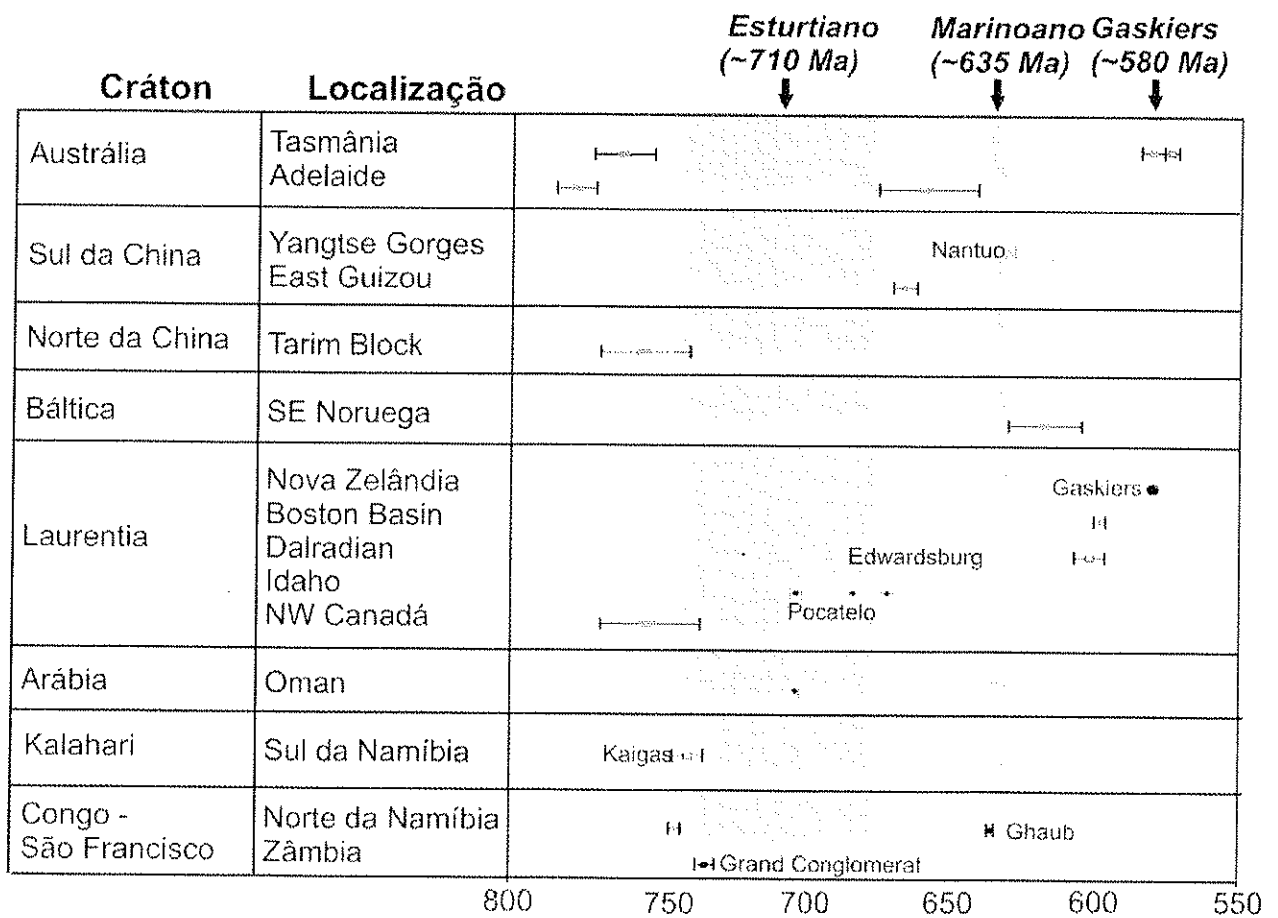 Esturtiano Marinoano Gaskiers
(~710 Ma) (~635 Ma) (~580 Ma)
Cráton Localização
Austrália
Tasmânia
Adelaide
Sul da China
Yangtse Gorges
East Guizou
Nantuo
Norte da China
Tarim Block
Báltica
SE Noruega
Laurentia
Nova Zelândia
Boston Basin
Dalradian
Idaho
NW Canadá
Gaskiers
Edwardsburg
Pocatelo
Arábia
Oman
Kalahari
Sul da Namíbia
Kaigas
Congo -
São Francisco
Norte da Namíbia
Zâmbia
Ghaub
Grand Conglomerat
800 750 700 650 600 550